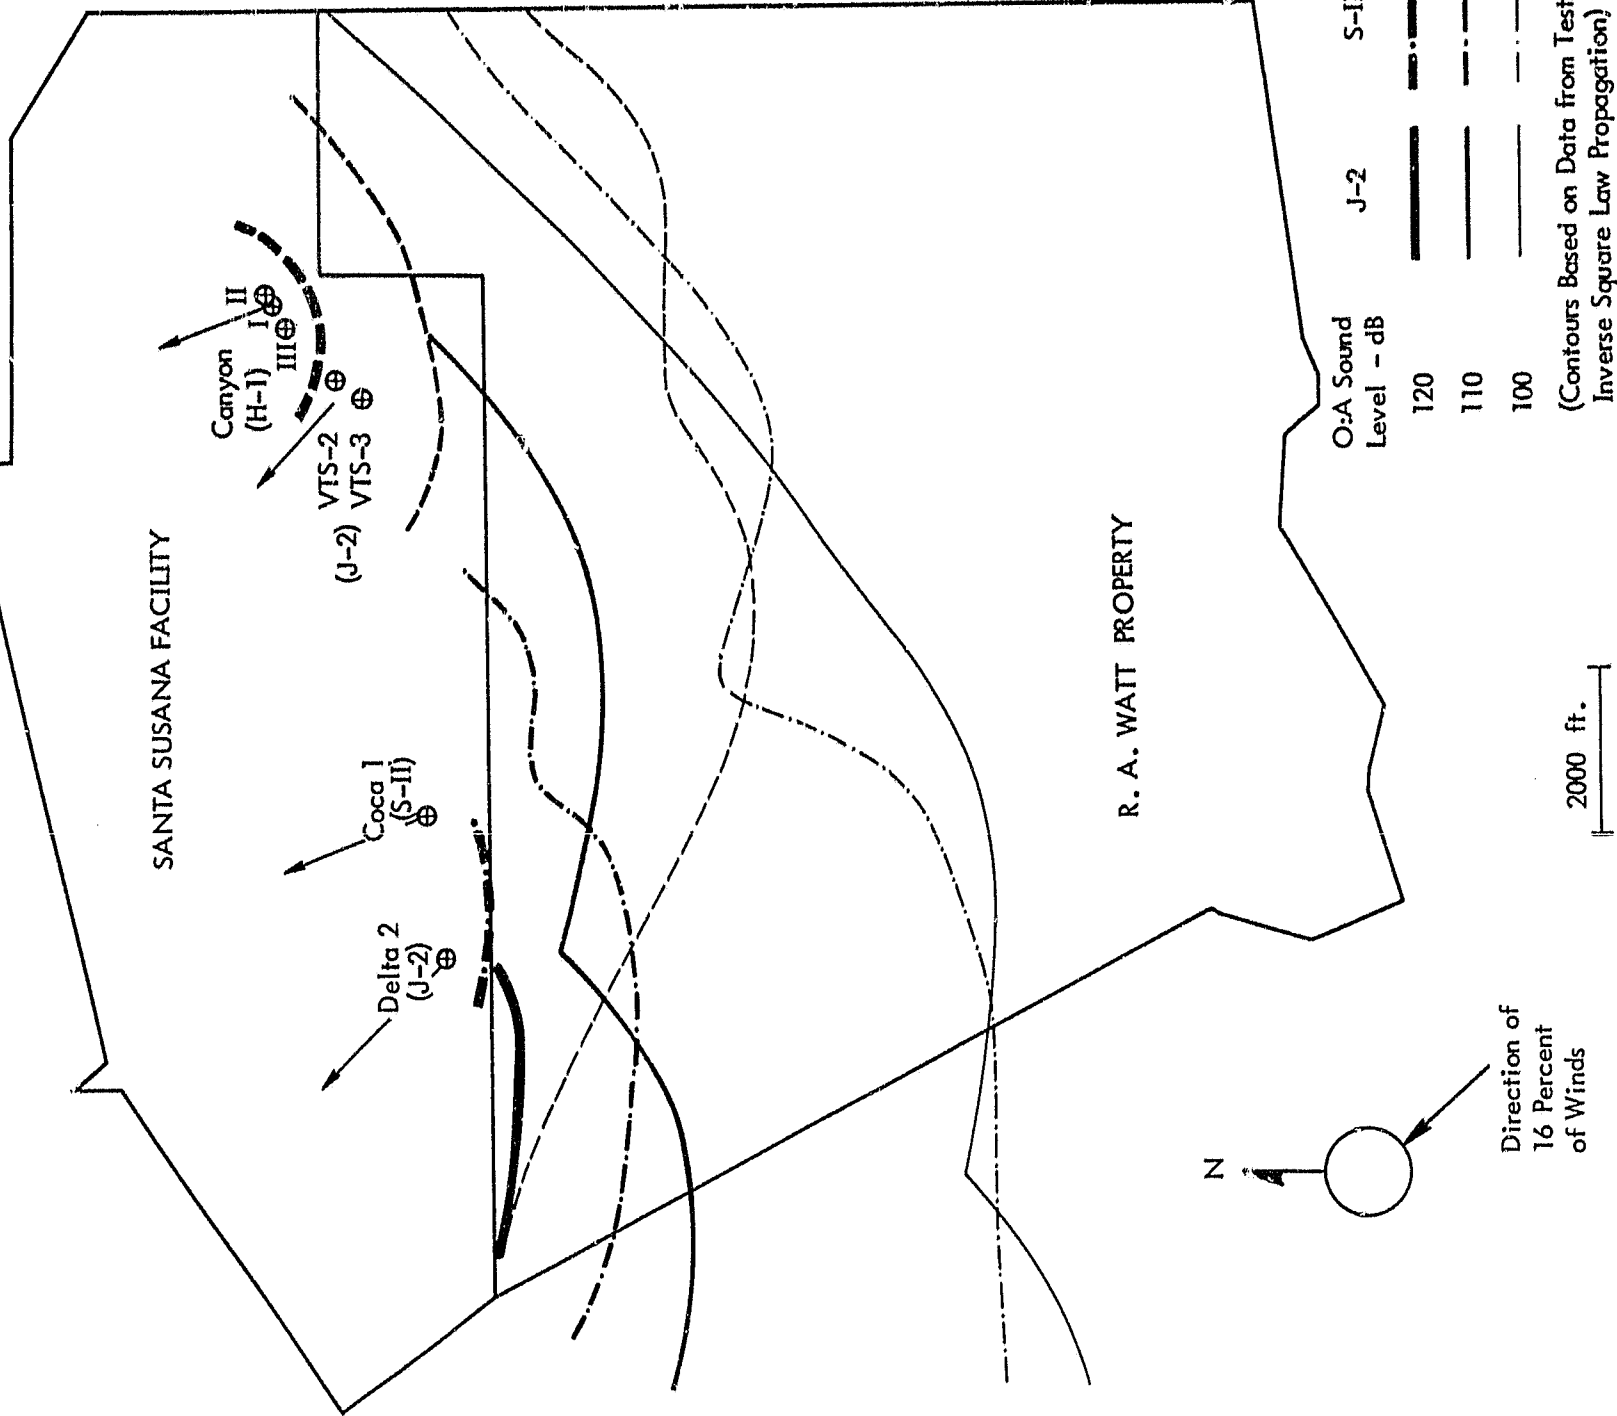 SANTA SUSANA FACILITY
Canyon
(H-1)
I
II
III
VTS-2
(J-2)
VTS-3
Coca 1
(S-II)
Delta 2
(J-2)
R. A. WATT PROPERTY
N
Direction of
16 Percent
of Winds
2000 ft.
O:A Sound
Level - dB
J-2
120
110
100
(Contours Based on Data from Test
Inverse Square Law Propagation)